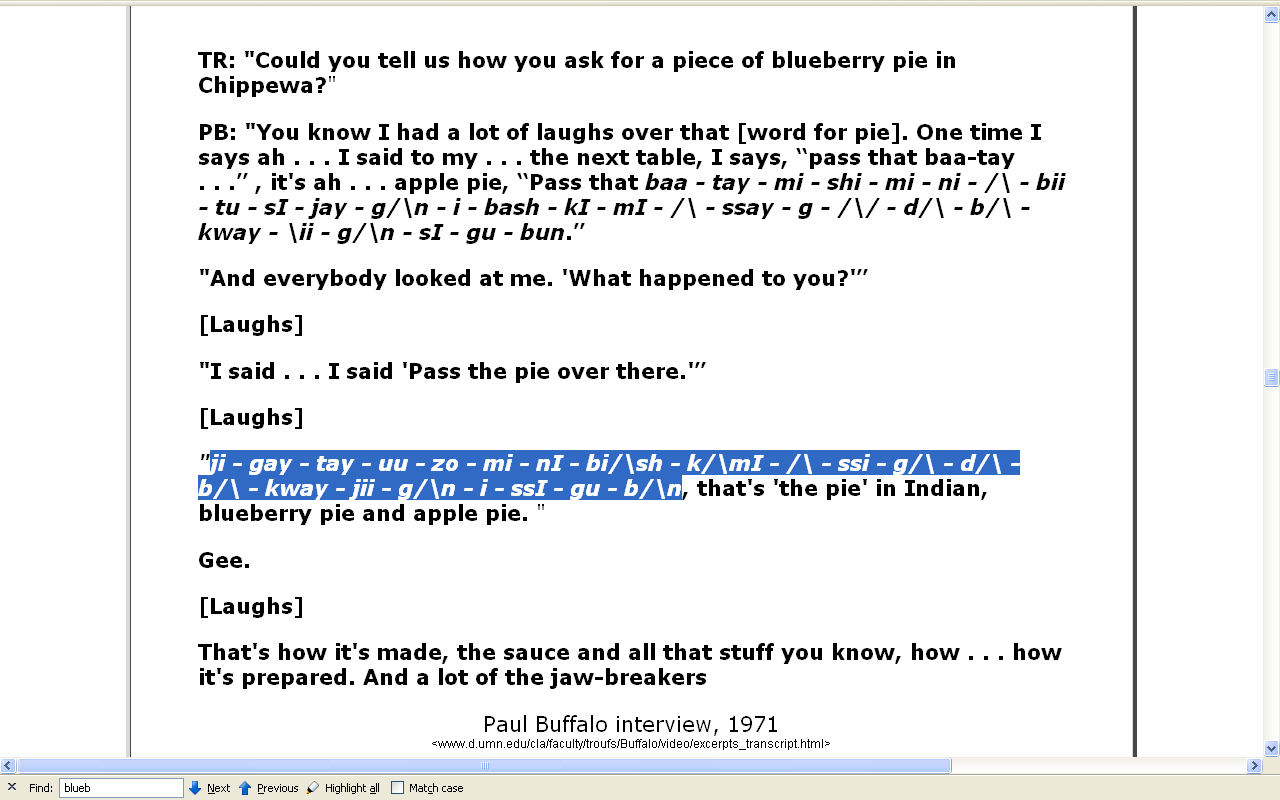 TR: "Could you tell us how you ask for a piece of blueberry pie in
Chippewa?"
PB: "You know I had a lot of laughs over that [word for pie]. One time I
says ah . . . I said to my . . . the next table, I says, “pass that baa-tay
. . .” , it's ah . . . apple pie, “Pass that baa - tay - mi - shi - mi - ni - /\ - bii
- tu - sI - jay - g/\n - i - bash - kI - mI - /\ - ssay - g - /\/ - d/\ - b/\ -
kway - \ii - g/\n - sI - gu - bun.”
"And everybody looked at me. 'What happened to you?'”
[Laughs]
"I said . . . I said 'Pass the pie over there.'”
[Laughs]
"ji - gay - tay - uu - zo - mi - nI - bi/\sh - k/\mI - /\ - ssi - g/\ - d/\ -
b/\ - kway - jii - g/\n - i - ssI - gu - b/\n, that's 'the pie' in Indian,
blueberry pie and apple pie. "
Gee.
[Laughs]
That's how it's made, the sauce and all that stuff you know, how . . . how
it's prepared. And a lot of the jaw-breakers
Paul Buffalo interview, 1971
<www.d.umn.edu/cla/faculty/troufs/Buffalo/video/excerpts_transcript.html>
Find: blueb Next Previous Highlight all Match case